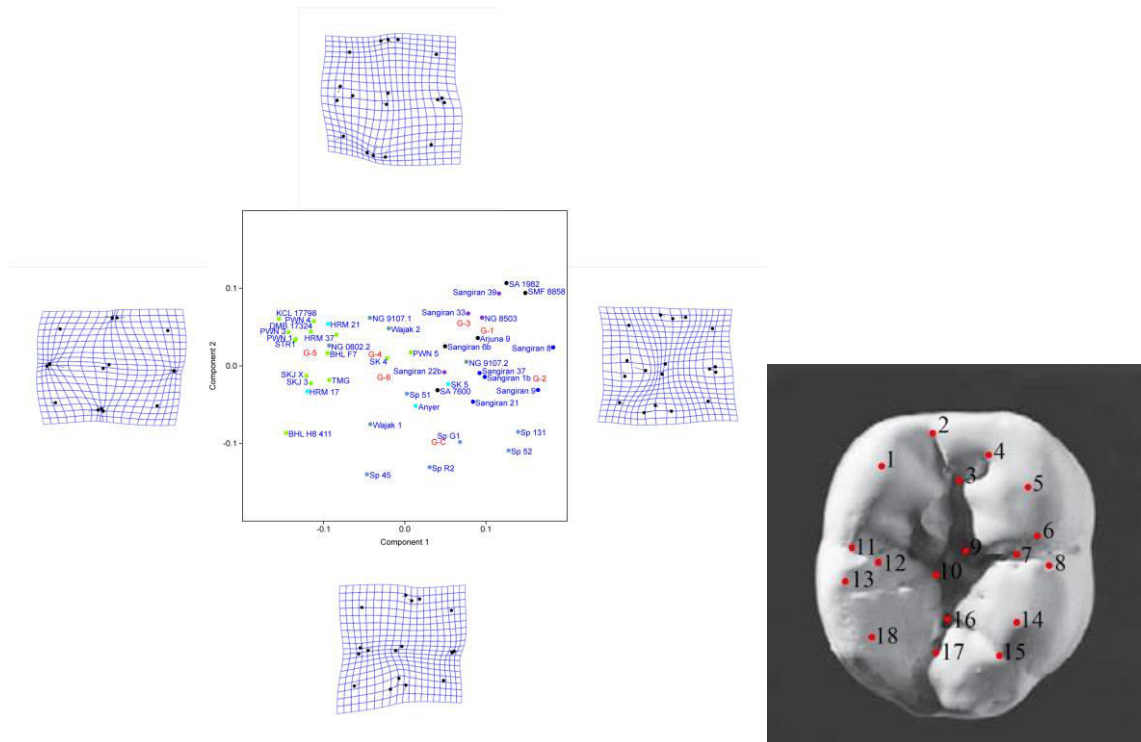 SA 1982
Sangiran 39
SMF 8858
0.1
KCL 17798
PWN 4
DMB 17324
HRM 21
NG 9107.1
Sangiran 33
NG 8503
Wajak 2
G-3
G-1
PWN 3
HRM 37
Arjuna 9
PWN 1
STR1
NG 0802.2
Sangiran 6b
Sangiran 8
G-5
BHL F7
G-4
SK 4
PWN 5
NG 9107.2
0.0
SKJ X
G-6
Sangiran 22b
Sangiran 37
SKJ 3
TMG
Sangiran 1b
G-2
HRM 17
SK 5
SA 7600
Sangiran 9
Sp 51
Sangiran 21
Anyer
Wajak 1
BHL H8 411
Sp G1
Sp 131
-0.1
G-C
Sp 52
Sp R2
Sp 45
-0.1
0.0
0.1
Component 1
Component 2
1
2
3
4
5
6
7
8
9
10
11
12
13
14
15
16
17
18